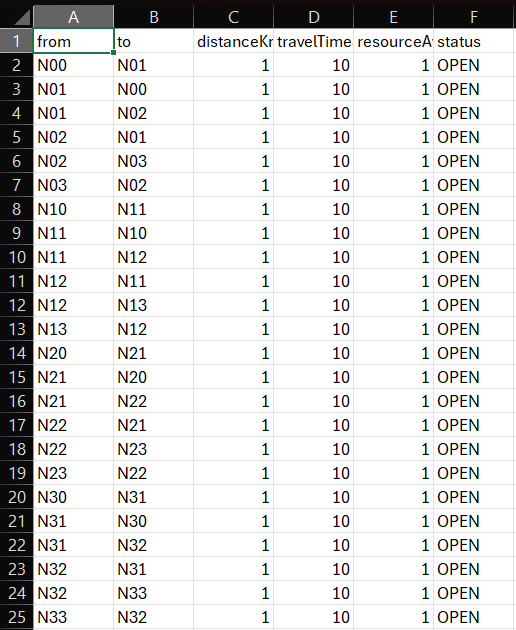 A B C D E F
1 from to distanceKr travelTime resourceA status
2 N00 N01 1 10 1 OPEN
3 N01 N00 1 10 1 OPEN
4 N01 N02 1 10 1 OPEN
5 N02 N01 1 10 1 OPEN
6 N02 N03 1 10 1 OPEN
7 N03 N02 1 10 1 OPEN
8 N10 N11 1 10 1 OPEN
9 N11 N10 1 10 1 OPEN
10 N11 N12 1 10 1 OPEN
11 N12 N11 1 10 1 OPEN
12 N12 N13 1 10 1 OPEN
13 N13 N12 1 10 1 OPEN
14 N20 N21 1 10 1 OPEN
15 N21 N20 1 10 1 OPEN
16 N21 N22 1 10 1 OPEN
17 N22 N21 1 10 1 OPEN
18 N22 N23 1 10 1 OPEN
19 N23 N22 1 10 1 OPEN
20 N30 N31 1 10 1 OPEN
21 N31 N30 1 10 1 OPEN
22 N31 N32 1 10 1 OPEN
23 N32 N31 1 10 1 OPEN
24 N32 N33 1 10 1 OPEN
25 N33 N32 1 10 1 OPEN